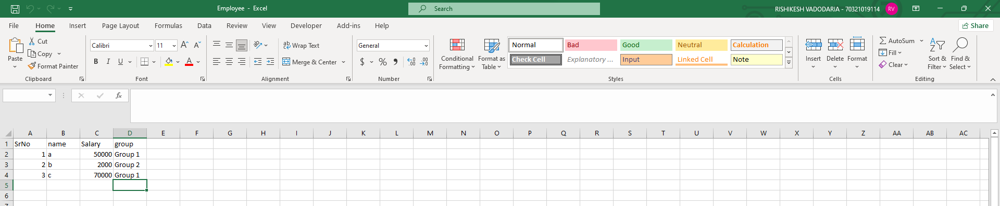 Employee - Excel
Search
RISHIKESH VADODARIA - 70321019114
RV
File Home Insert Page Layout Formulas Data Review View Developer Add-ins Help
Share
Paste
Cut
Copy
Format Painter
Clipboard
Calibri
11
A A
B I U
A
Font
ab
Wrap Text
Merge & Center
Alignment
General
$ % , .00 .00
Number
Conditional
Formatting
Format as
Table
Normal Bad Good Neutral Calculation
Check Cell Explanatory ... Input Linked Cell Note
Styles
Insert Delete Format
Cells
AutoSum
Fill
Clear
Sort &
Filter
Find &
Select
Editing
fx
A B C D E F G H I J K L M N O P Q R S T U V W X Y Z AA AB AC
1 SrNo name Salary group
2 1 a 50000 Group 1
3 2 b 2000 Group 2
4 3 c 70000 Group 1
5
6